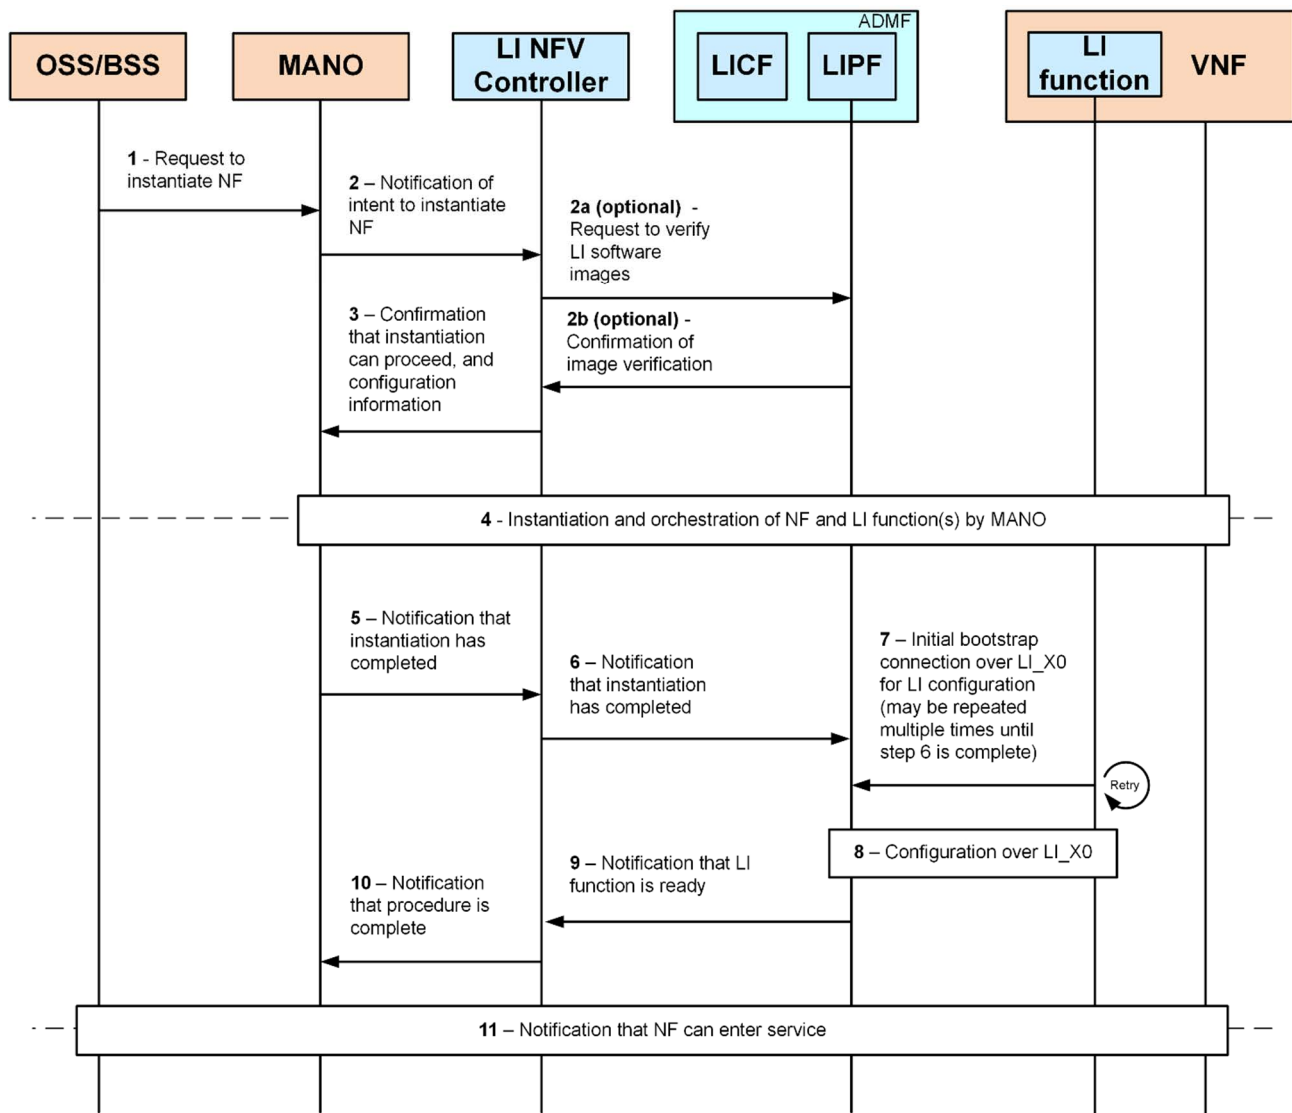 ADMF
OSS/BSS
MANO
LI NFV
Controller
LICF
LIPF
LI
function
VNF
1 - Request to
instantiate NF
2 – Notification of
intent to instantiate
NF
2a (optional) -
Request to verify
LI software
images
3 – Confirmation
that instantiation
can proceed, and
configuration
information
2b (optional) -
Confirmation of
image verification
4 - Instantiation and orchestration of NF and LI function(s) by MANO
5 – Notification that
instantiation has
completed
6 – Notification
that instantiation
has completed
7 – Initial bootstrap
connection over LI_X0
for LI configuration
(may be repeated
multiple times until
step 6 is complete)
Retry
8 – Configuration over LI_X0
9 – Notification that LI
function is ready
10 – Notification
that procedure is
complete
11 – Notification that NF can enter service